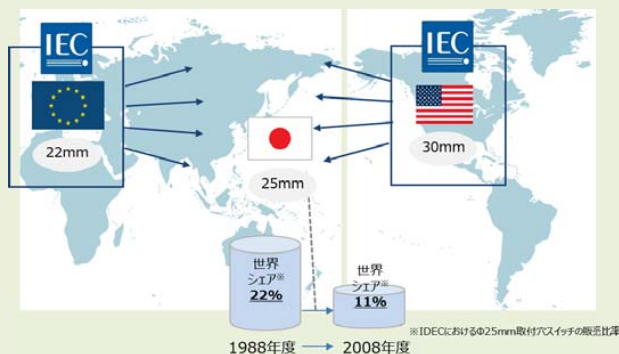 IEC
IEC
22mm
30mm
25mm
世界
シェア※
22%
世界
シェア※
11%
※IDECにおけるΦ25mm取付穴スイッチの販売比率
1988年度 → 2008年度